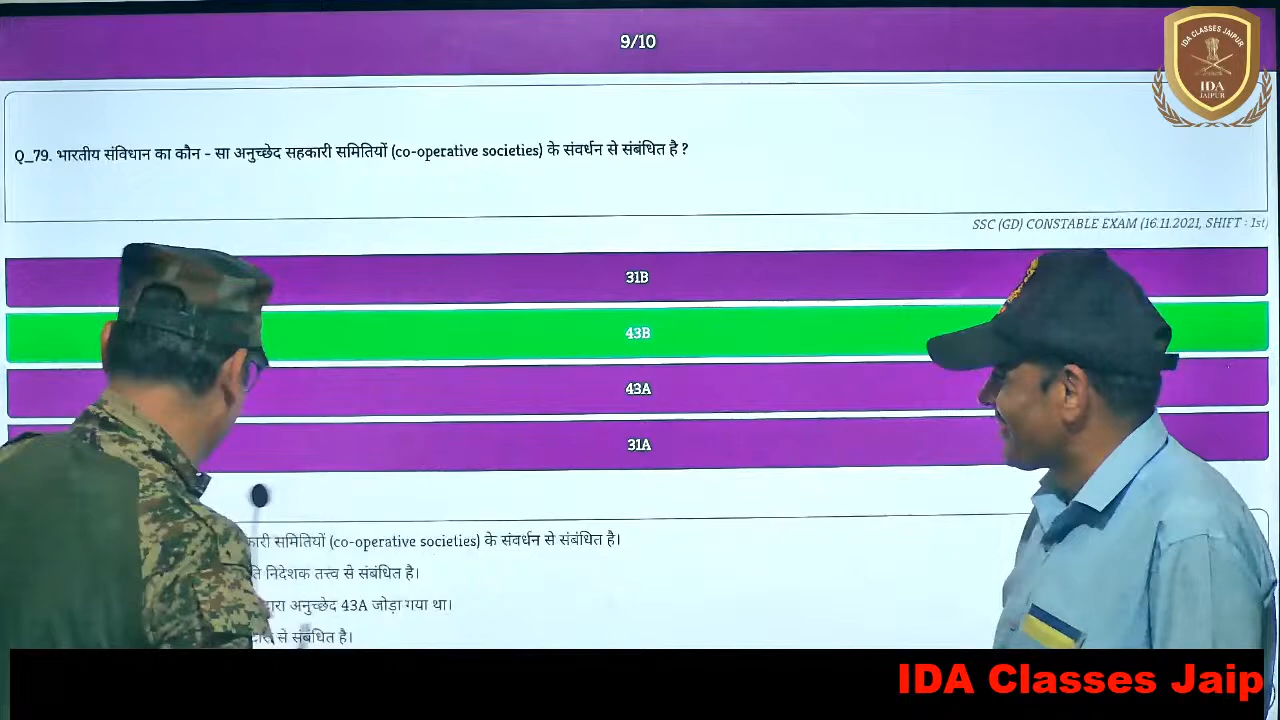 9/10
IDA CLASSES JAIPUR
IDA
JAIPUR
Q_79. भारतीय संविधान का कौन - सा अनुच्छेद सहकारी समितियों (co-operative societies) के संवर्धन से संबंधित है ?
SSC (GD) CONSTABLE EXAM (16.11.2021, SHIFT : 1st)
31B
43B
43A
31A
समितियों (co-operative societies) के संवर्धन से संबंधित है।
निदेशक तत्त्व से संबंधित है।
अनुच्छेद 43A जोड़ा गया था।
से संबंधित है।
IDA Classes Jaip